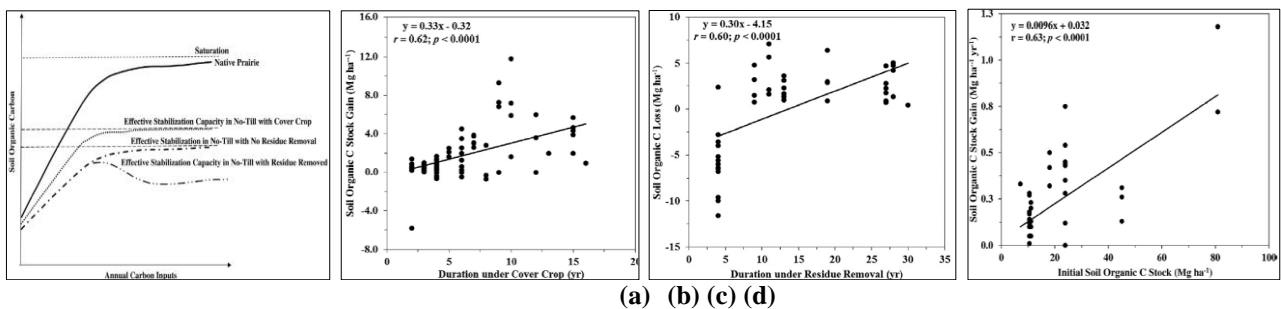 Saturation
Native Prairie
Effective Stabilization Capacity in No-Till with Cover Crop
Effective Stabilization in No-Till with No Residue Removal
Effective Stabilization Capacity in No-Till with Residue Removed
Soil Organic Carbon
Annual Carbon Inputs
y = 0.33x - 0.32
r = 0.62; p < 0.0001
16.0
12.0
8.0
4.0
0.0
-4.0
-8.0
Soil Organic C Stock Gain (Mg ha⁻¹)
0 5 10 15 20
Duration under Cover Crop (yr)
y = 0.30x - 4.15
r = 0.60; p < 0.0001
15
10
5
0
-5
-10
-15
Soil Organic C Loss (Mg ha⁻¹)
0 5 10 15 20 25 30 35
Duration under Residue Removal (yr)
y = 0.0096x + 0.032
r = 0.63; p < 0.0001
1.3
1.0
0.8
0.5
0.3
0.0
Soil Organic C Stock Gain (Mg ha⁻¹ yr⁻¹)
0 20 40 60 80 100
Initial Soil Organic C Stock (Mg ha⁻¹)
(a) (b) (c) (d)